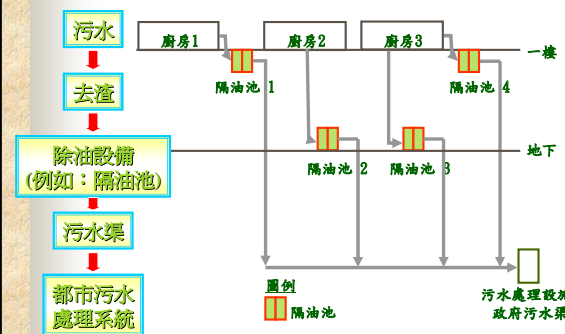 污水
去渣
除油設備
(例如：隔油池)
污水渠
都市污水
處理系統
廚房1
廚房2
廚房3
一樓
隔油池 1
隔油池 4
地下
隔油池 2
隔油池 3
圖例
隔油池
污水處理設施
政府污水渠